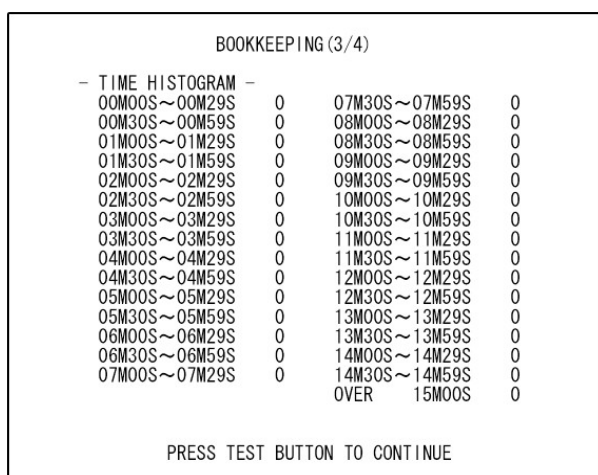 BOOKKEEPING(3/4)
- TIME HISTOGRAM -
00M00S~00M29S 0 07M30S~07M59S 0
00M30S~00M59S 0 08M00S~08M29S 0
01M00S~01M29S 0 08M30S~08M59S 0
01M30S~01M59S 0 09M00S~09M29S 0
02M00S~02M29S 0 09M30S~09M59S 0
02M30S~02M59S 0 10M00S~10M29S 0
03M00S~03M29S 0 10M30S~10M59S 0
03M30S~03M59S 0 11M00S~11M29S 0
04M00S~04M29S 0 11M30S~11M59S 0
04M30S~04M59S 0 12M00S~12M29S 0
05M00S~05M29S 0 12M30S~12M59S 0
05M30S~05M59S 0 13M00S~13M29S 0
06M00S~06M29S 0 13M30S~13M59S 0
06M30S~06M59S 0 14M00S~14M29S 0
07M00S~07M29S 0 14M30S~14M59S 0
OVER 15M00S 0
PRESS TEST BUTTON TO CONTINUE